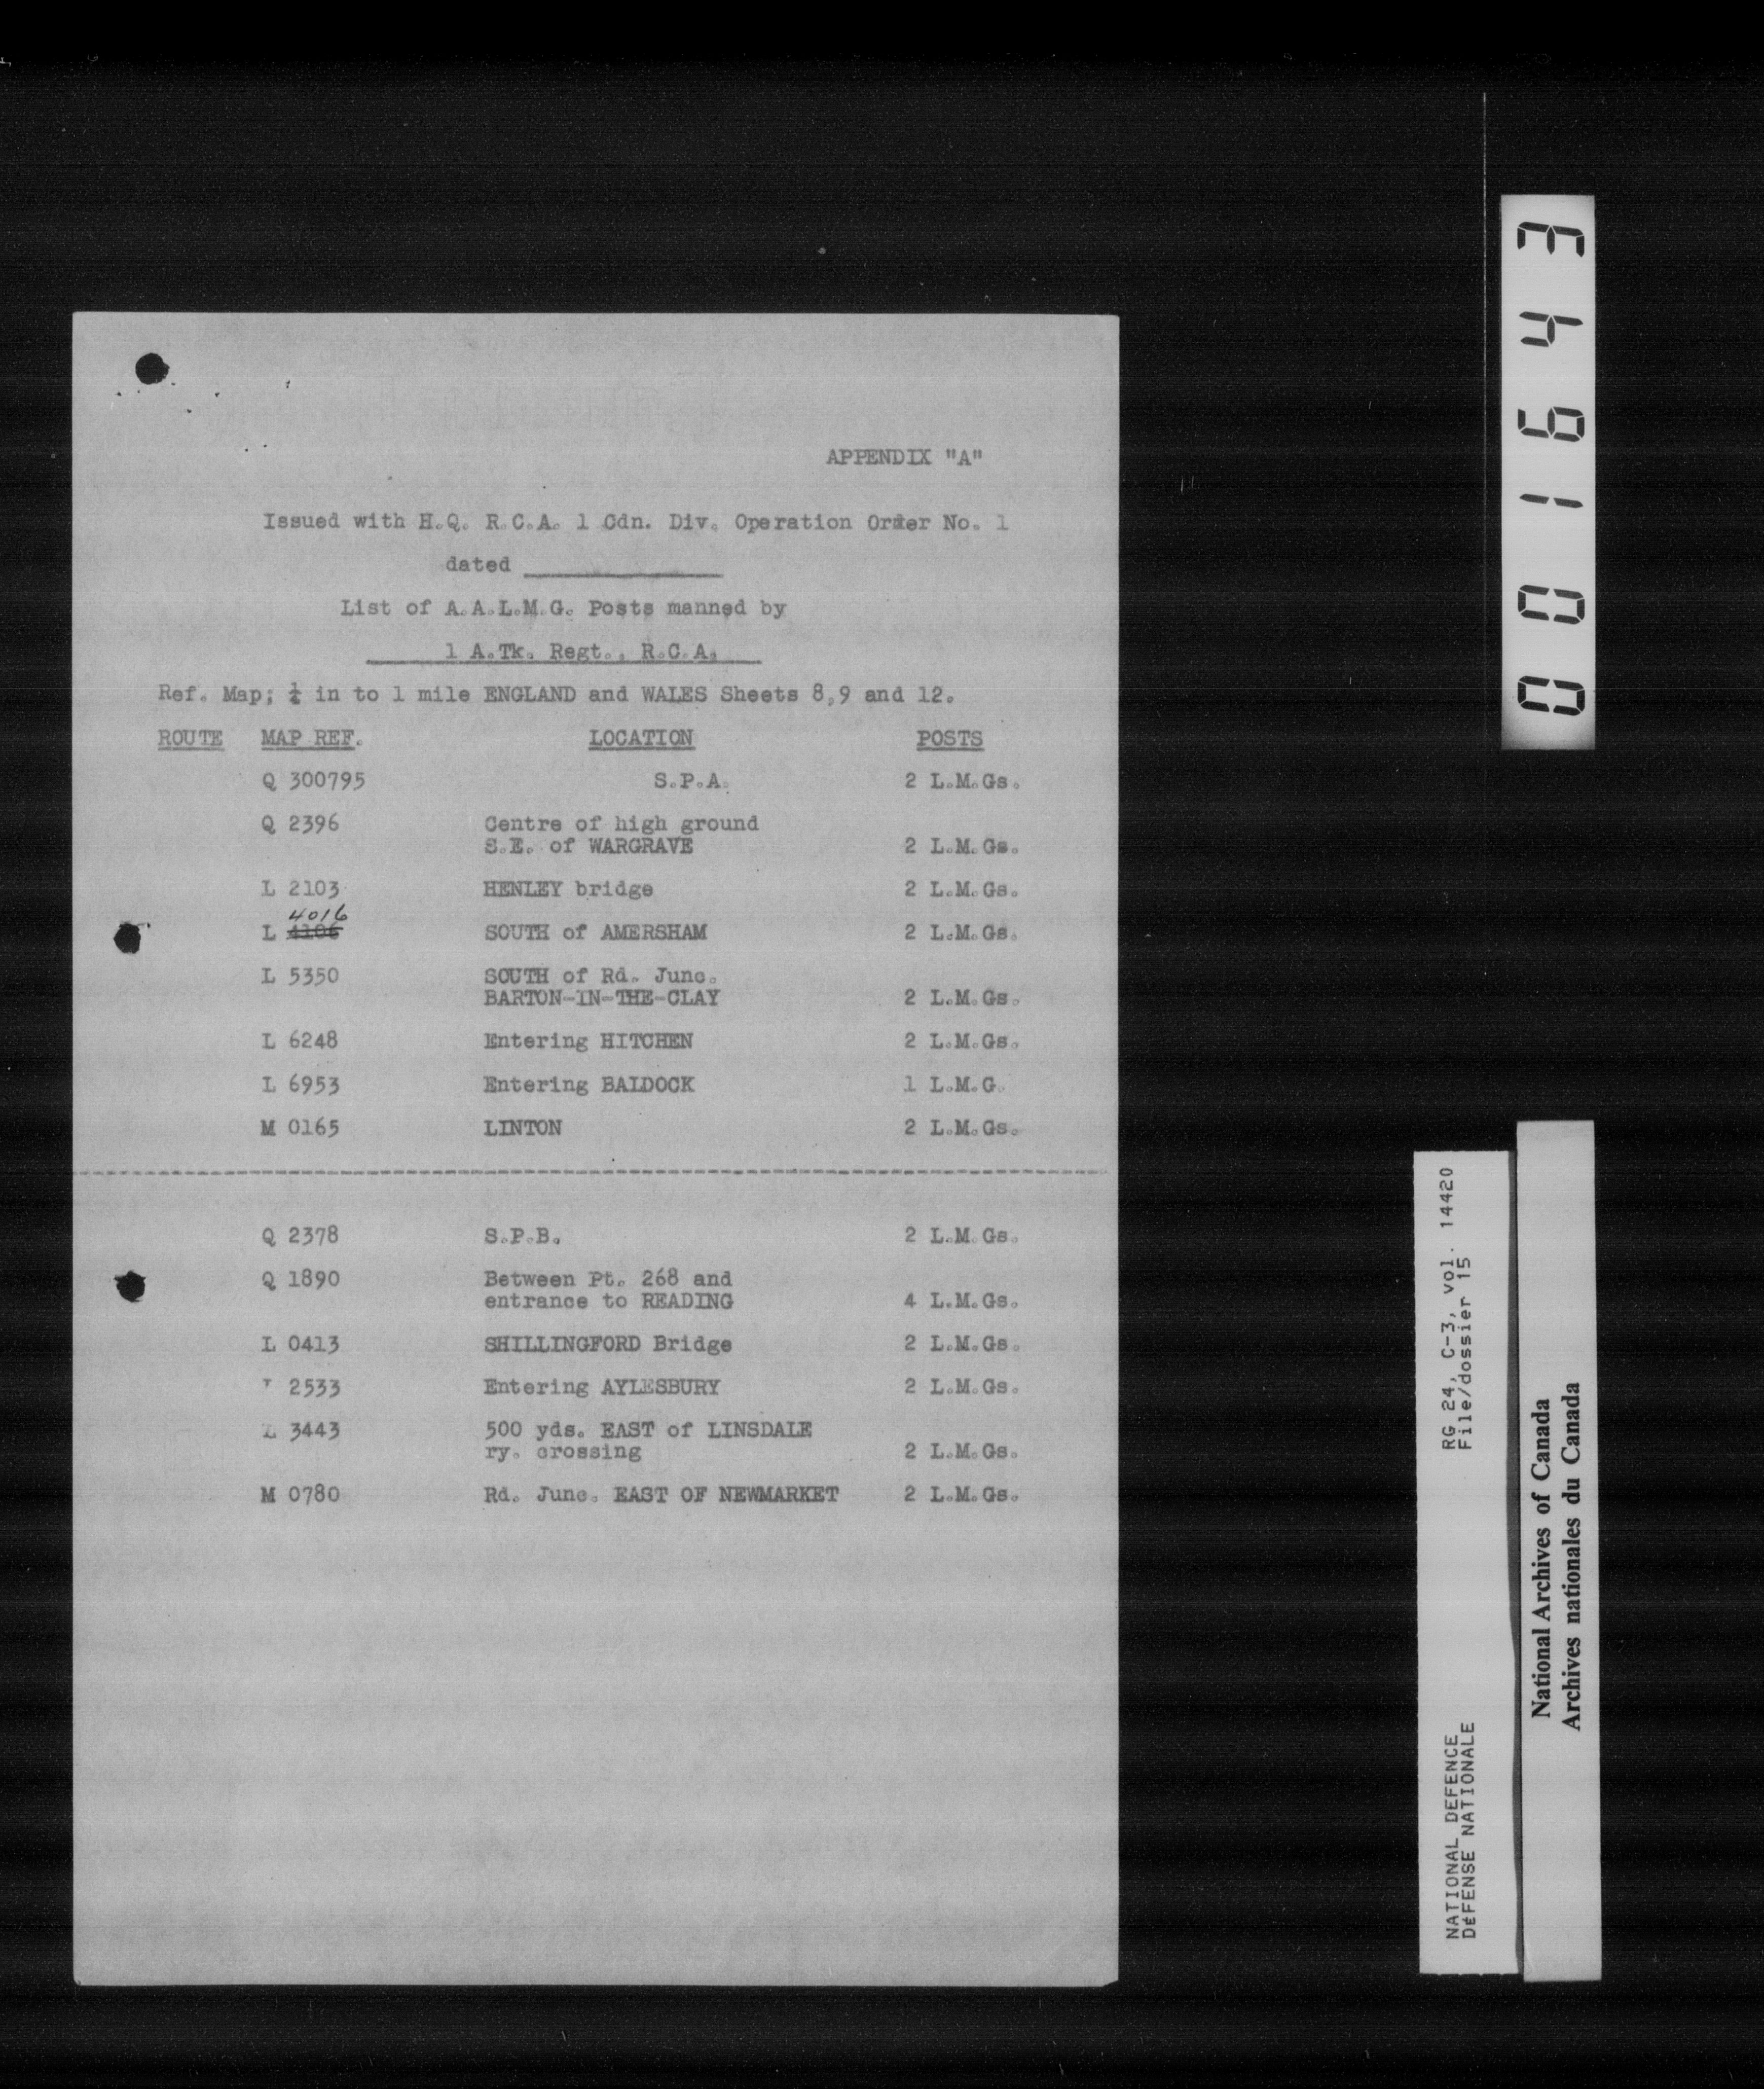 APPENDIX "A"
Issued with H.Q. R.C.A. 1 Cdn. Div. Operation Order No. 1
dated
List of A.A.L.M.G. Posts manned by
1 A.Tk. Regt., R.C.A.
Ref. Map; ¼ in to 1 mile ENGLAND and WALES Sheets 8,9 and 12.
ROUTE MAP REF. LOCATION POSTS
Q 300795 S.P.A. 2 L.M.Gs.
Q 2396 Centre of high ground
S.E. of WARGRAVE 2 L.M.Gs.
L 2103 HENLEY bridge 2 L.M.Gs.
4016
L 4106 SOUTH of AMERSHAM 2 L.M.Gs.
L 5350 SOUTH of Rd. Junc.
BARTON-IN-THE-CLAY 2 L.M.Gs.
L 6248 Entering HITCHEN 2 L.M.Gs.
L 6953 Entering BALDOCK 1 L.M.G.
M 0165 LINTON 2 L.M.Gs.
Q 2378 S.P.B. 2 L.M.Gs.
Q 1890 Between Pt. 268 and
entrance to READING 4 L.M.Gs.
L 0413 SHILLINGFORD Bridge 2 L.M.Gs.
L 2533 Entering AYLESBURY 2 L.M.Gs.
L 3443 500 yds. EAST of LINSDALE
ry. crossing 2 L.M.Gs.
M 0780 Rd. Junc. EAST OF NEWMARKET 2 L.M.Gs.
001643
NATIONAL DEFENCE RG 24, C-3, vol. 14420
DÉFENSE NATIONALE File/dossier 15
National Archives of Canada
Archives nationales du Canada